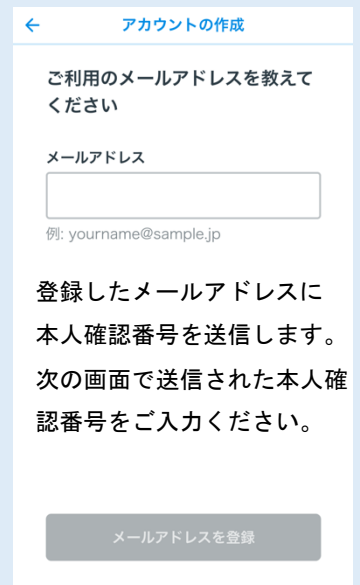 ← アカウントの作成
ご利用のメールアドレスを教えて
ください
メールアドレス
例: yourname@sample.jp
登録したメールアドレスに
本人確認番号を送信します。
次の画面で送信された本人確
認番号をご入力ください。
メールアドレスを登録